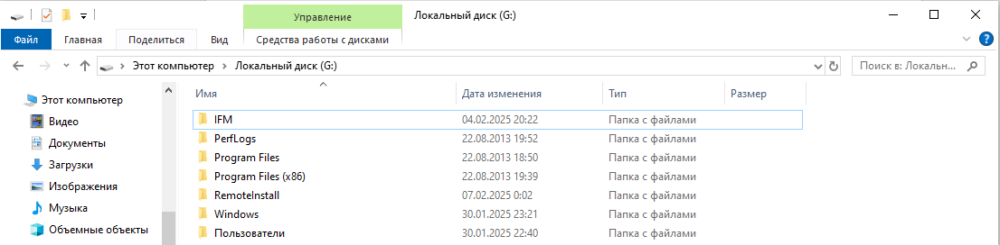 Управление Локальный диск (G:)
Файл Главная Поделиться Вид Средства работы с дисками
Этот компьютер Локальный диск (G:) Поиск в: Локальн...
Имя Дата изменения Тип Размер
Этот компьютер
Видео
Документы
Загрузки
Изображения
Музыка
Объемные объекты
IFM 04.02.2025 20:22 Папка с файлами
PerfLogs 22.08.2013 19:52 Папка с файлами
Program Files 22.08.2013 18:50 Папка с файлами
Program Files (x86) 22.08.2013 19:39 Папка с файлами
RemoteInstall 07.02.2025 0:02 Папка с файлами
Windows 30.01.2025 23:21 Папка с файлами
Пользователи 30.01.2025 22:40 Папка с файлами